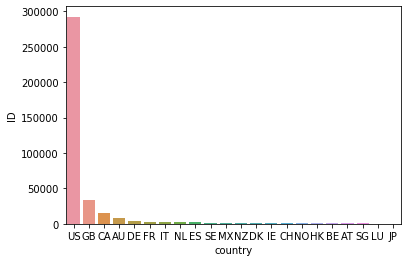 300000
250000
200000
150000
100000
50000
0
ID
US GB CA AU DE FR IT NL ES SE MX NZ DK IE CH NO HK BE AT SG LU JP
country